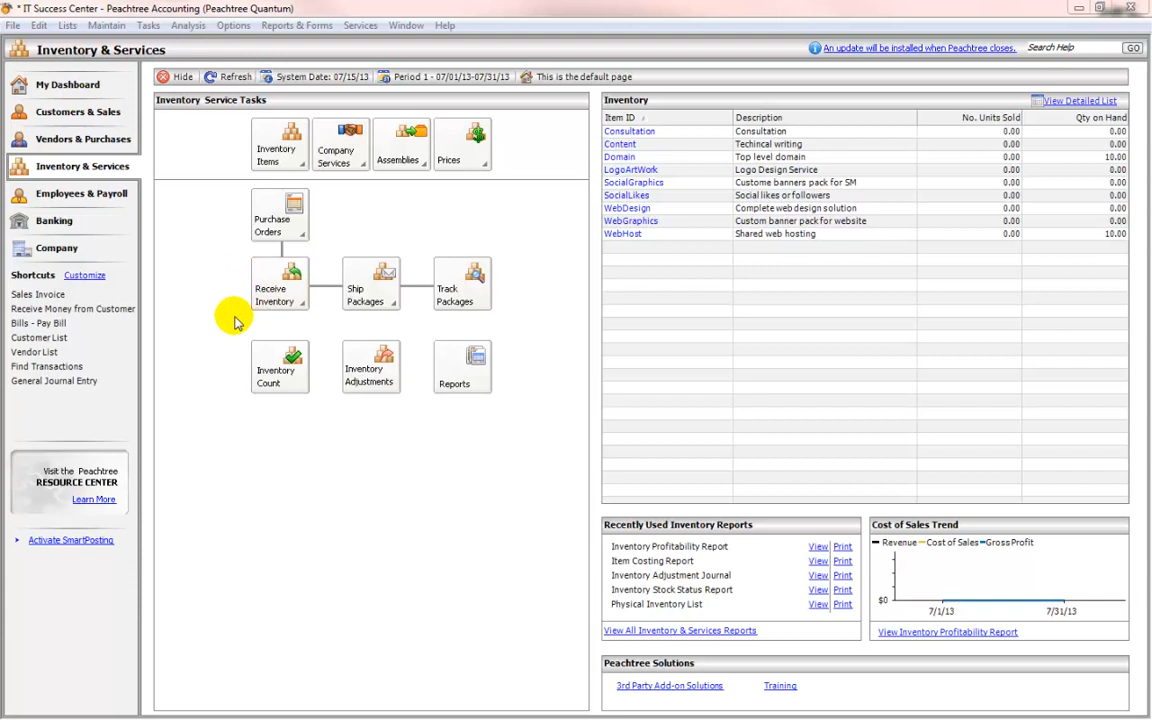 * IT Success Center - Peachtree Accounting (Peachtree Quantum)
File Edit Lists Maintain Tasks Analysis Options Reports & Forms Services Window Help
Inventory & Services
An update will be installed when Peachtree closes. Search Help GO
My Dashboard
Customers & Sales
Vendors & Purchases
Inventory & Services
Employees & Payroll
Banking
Company
Shortcuts Customize
Sales Invoice
Receive Money from Customer
Bills - Pay Bill
Customer List
Vendor List
Find Transactions
General Journal Entry
Visit the Peachtree
RESOURCE CENTER
Learn More
Activate SmartPosting
Hide Refresh System Date: 07/15/13 Period 1 - 07/01/13-07/31/13 This is the default page
Inventory Service Tasks
Inventory
Items
Company
Services
Assemblies
Prices
Purchase
Orders
Receive
Inventory
Ship
Packages
Track
Packages
Inventory
Count
Inventory
Adjustments
Reports
Inventory View Detailed List
Item ID / Description No. Units Sold Qty on Hand
Consultation Consultation 0.00 0.00
Content Techincal writing 0.00 0.00
Domain Top level domain 0.00 10.00
LogoArtWork Logo Design Service 0.00 0.00
SocialGraphics Custome banners pack for SM 0.00 0.00
SocialLikes Social likes or followers 0.00 0.00
WebDesign Complete web design solution 0.00 0.00
WebGraphics Custom banner pack for website 0.00 0.00
WebHost Shared web hosting 0.00 10.00
Recently Used Inventory Reports
Inventory Profitability Report View Print
Item Costing Report View Print
Inventory Adjustment Journal View Print
Inventory Stock Status Report View Print
Physical Inventory List View Print
View All Inventory & Services Reports
Cost of Sales Trend
Revenue Cost of Sales Gross Profit
$0
7/1/13 7/31/13
View Inventory Profitability Report
Peachtree Solutions
3rd Party Add-on Solutions Training